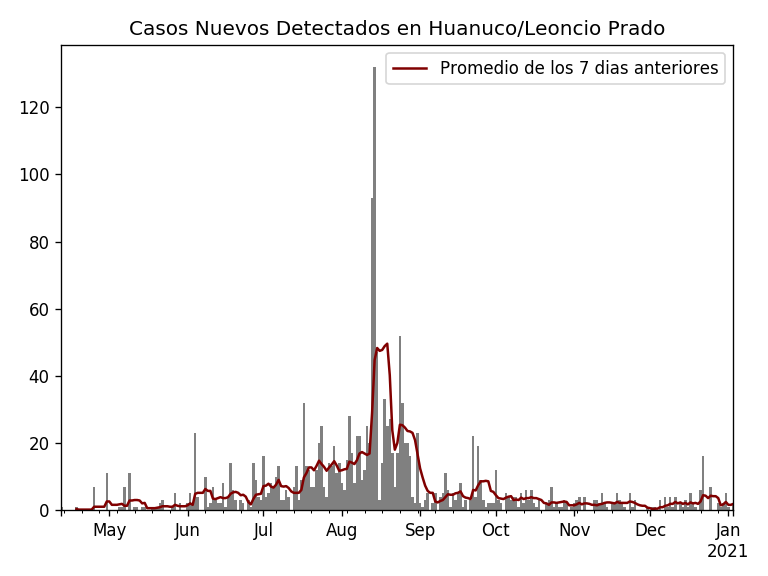 Casos Nuevos Detectados en Huanuco/Leoncio Prado
Promedio de los 7 dias anteriores
120
100
80
60
40
20
0
May Jun Jul Aug Sep Oct Nov Dec Jan
2021